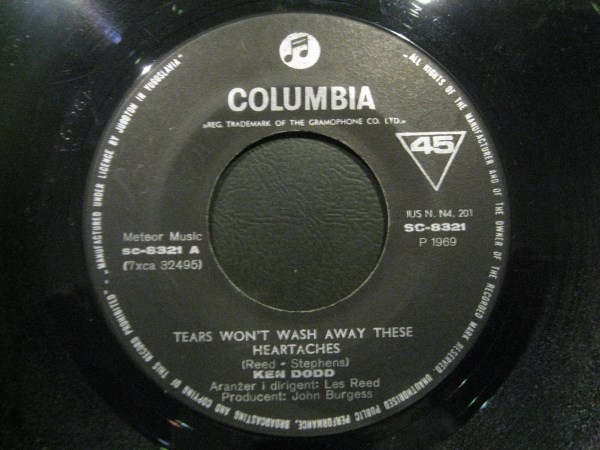 COLUMBIA
„REG. TRADEMARK OF THE GRAMOPHONE CO. LTD.„
45
Meteor Music
SC-8321 A
(7xca 32495)
IUS N. N4. 201
SC-8321
P 1969
TEARS WON'T WASH AWAY THESE
HEARTACHES
(Reed - Stephens)
KEN DODD
Aranžer i dirigent: Les Reed
Producent: John Burgess
„MANUFACTURED UNDER LICENCE BY JUGOTON IN YUGOSLAVIA"
„ALL RIGHTS OF THE MANUFACTURER AND OF THE OWNER OF THE RECORDED MARK RESERVED UNAUTHORISED PUBLIC PERFORMANCE, BROADCASTING AND COPYING OF THIS RECORD PROHIBITED"